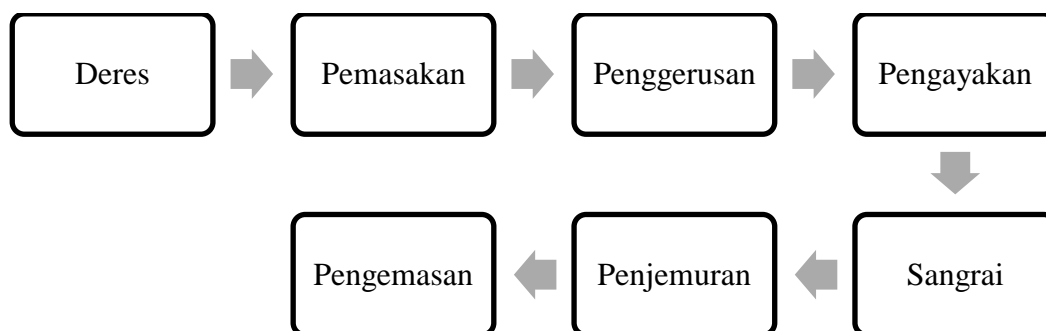 Deres
Pemasakan
Penggerusan
Pengayakan
Sangrai
Penjemuran
Pengemasan